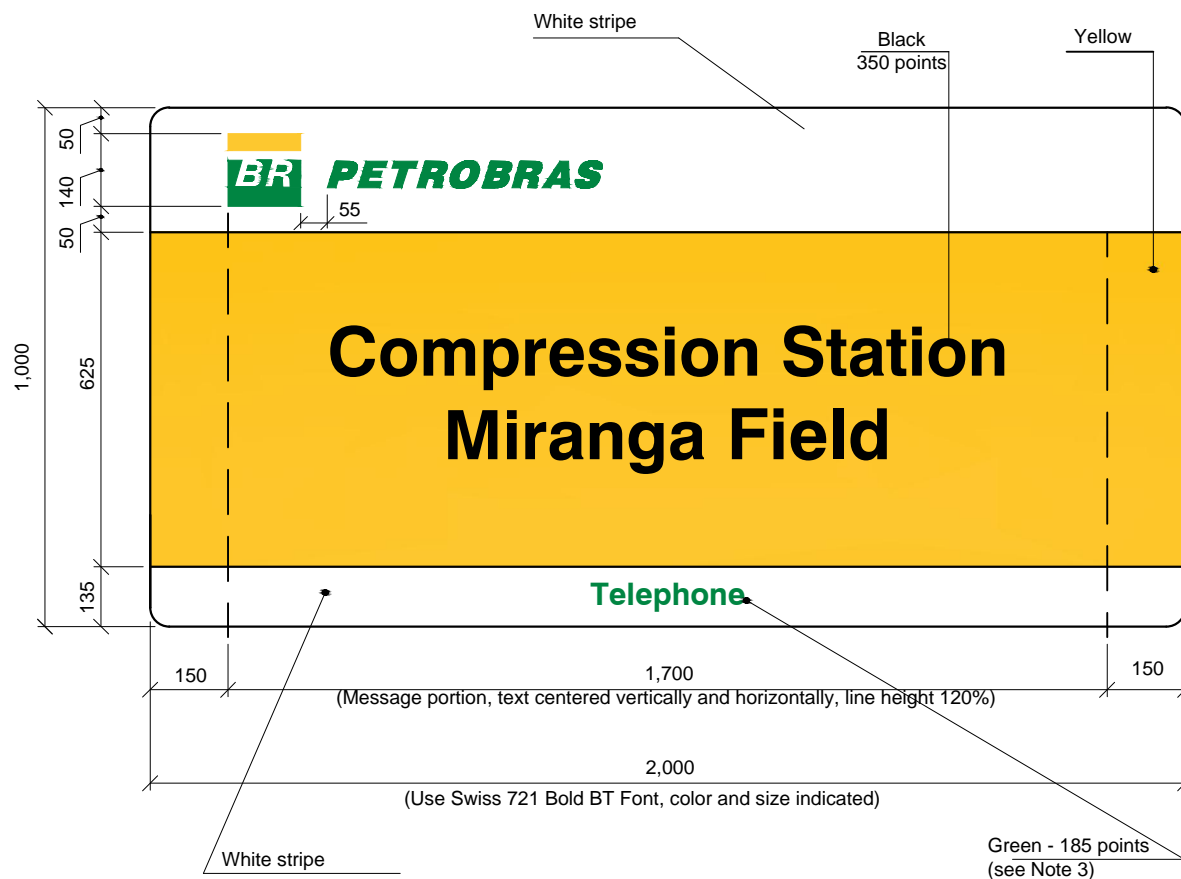 White stripe
Black
350 points
Yellow
50
140
50
BR PETROBRAS
55
1,000
625
135
Compression Station
Miranga Field
Telephone
150
1,700
150
(Message portion, text centered vertically and horizontally, line height 120%)
2,000
(Use Swiss 721 Bold BT Font, color and size indicated)
White stripe
Green - 185 points
(see Note 3)